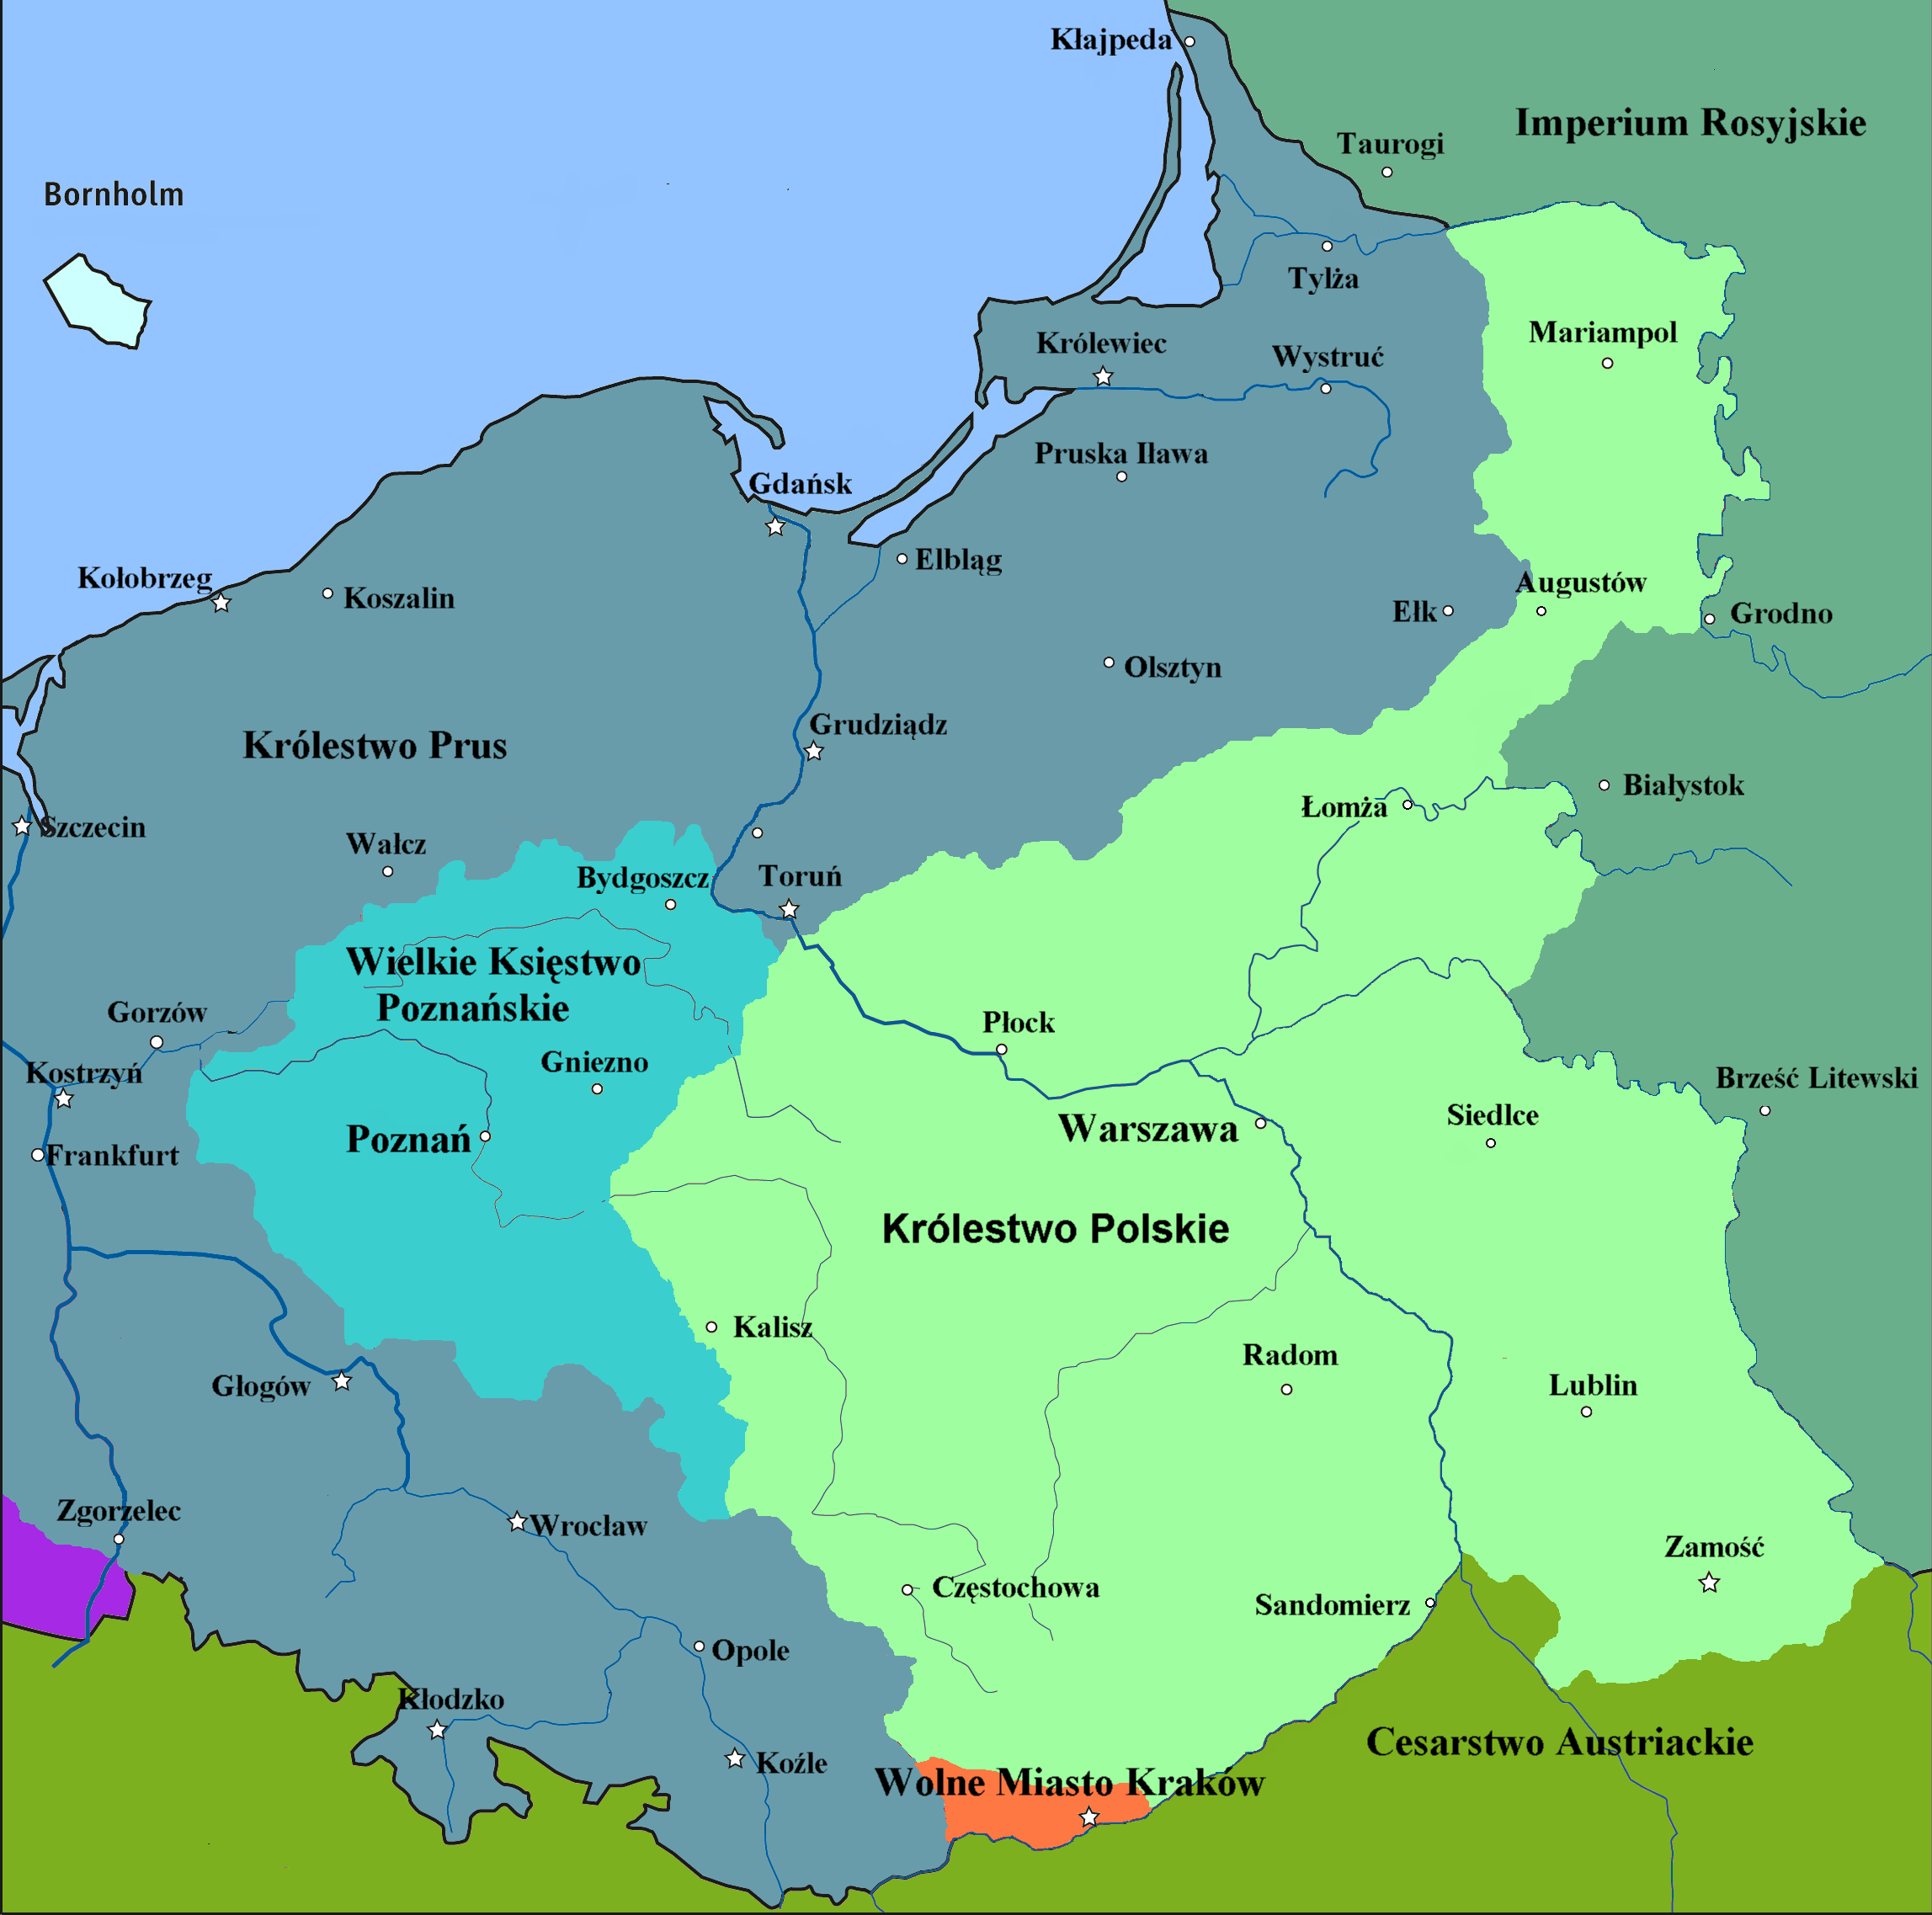 Kłajpeda
Imperium Rosyjskie
Taurogi
Bornholm
Tylża
Mariampol
Królewiec
Wystruć
Pruska Iława
Gdańsk
Elbląg
Kołobrzeg
Koszalin
Augustów
Ełk
Grodno
Olsztyn
Grudziądz
Królestwo Prus
Białystok
Łomża
Szczecin
Wałcz
Bydgoszcz
Toruń
Wielkie Księstwo
Poznańskie
Gorzów
Płock
Gniezno
Kostrzyń
Brześć Litewski
Siedlce
Warszawa
Poznań
Frankfurt
Królestwo Polskie
Kalisz
Radom
Głogów
Lublin
Zgorzelec
Wrocław
Zamość
Częstochowa
Sandomierz
Opole
Kłodzko
Cesarstwo Austriackie
Koźle
Wolne Miasto Kraków